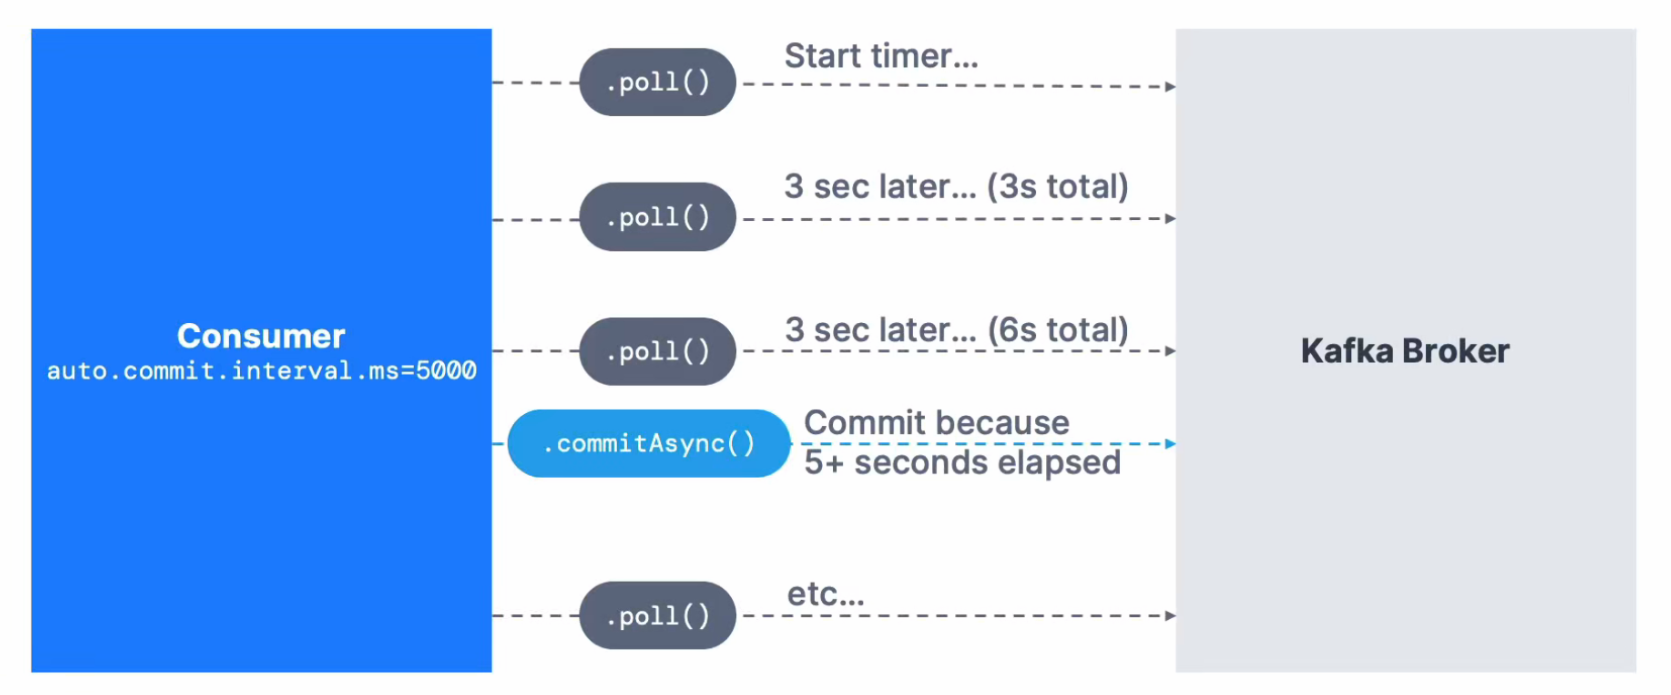 .poll()
Start timer...
.poll()
3 sec later... (3s total)
.poll()
3 sec later... (6s total)
Consumer
auto.commit.interval.ms=5000
Kafka Broker
.commitAsync()
Commit because
5+ seconds elapsed
.poll()
etc...